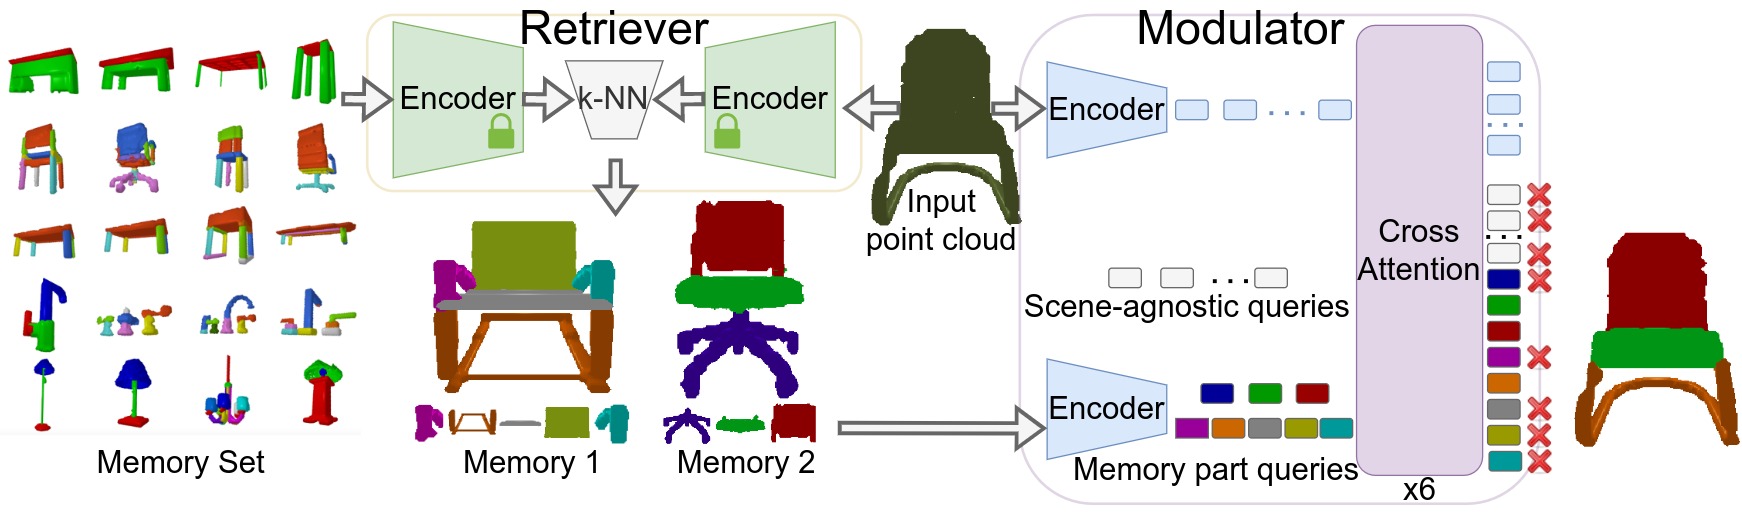 Retriever
Modulator
Encoder
k-NN
Encoder
Encoder
. . .
. . .
Input
point cloud
Cross
Attention
. . .
. . .
Scene-agnostic queries
Encoder
Memory part queries
x6
Memory Set
Memory 1
Memory 2